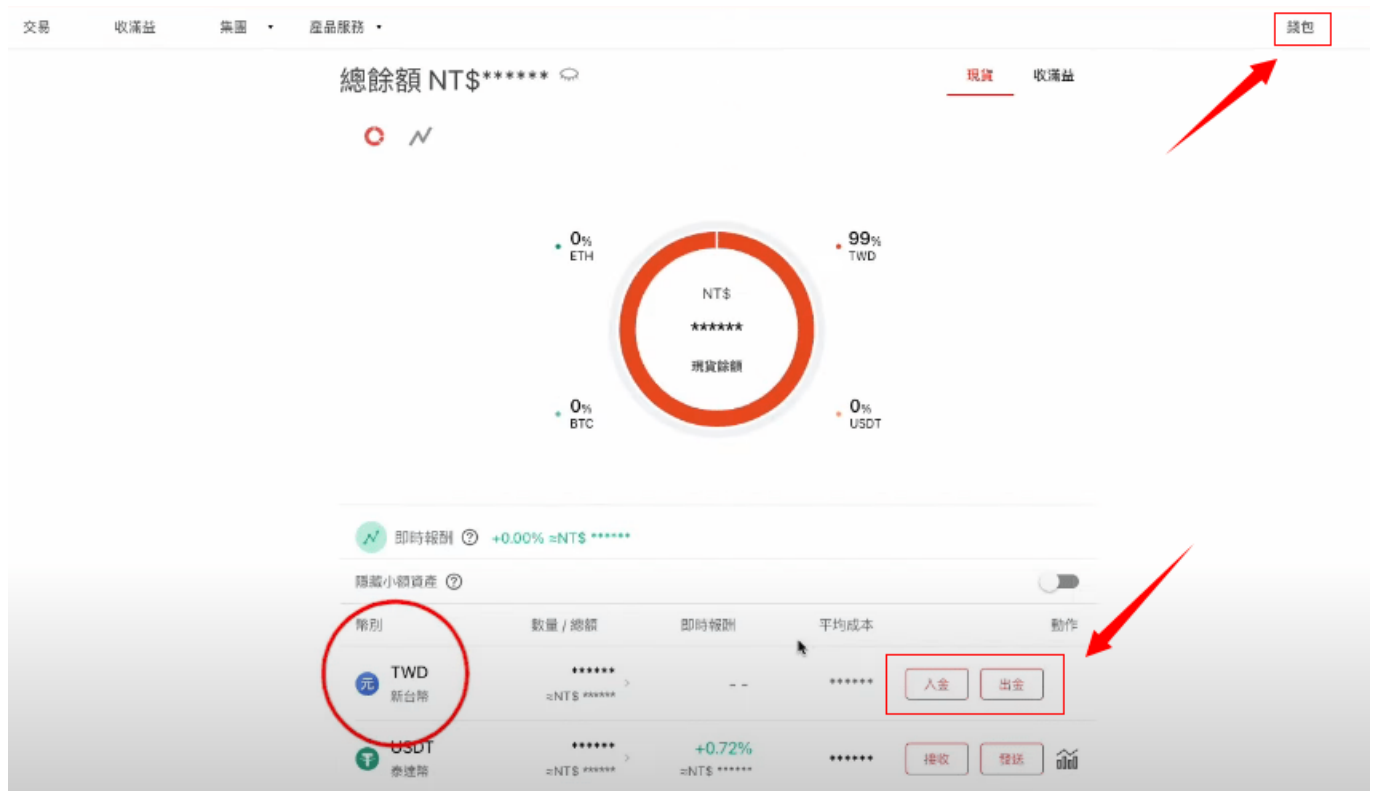 交易 收滿益 集團 產品服務 錢包
總餘額 NT$******
現貨 收滿益
0% ETH
99% TWD
NT$
******
現貨餘額
0% BTC
0% USDT
即時報酬 +0.00% ≈NT$ ******
隱藏小額資產
幣別 數量 / 總額 即時報酬 平均成本 動作
TWD ****** -- ****** 入金 出金
新台幣 ≈NT$ ******
USDT ****** +0.72% ****** 接收 發送
泰達幣 ≈NT$ ****** ≈NT$ ******